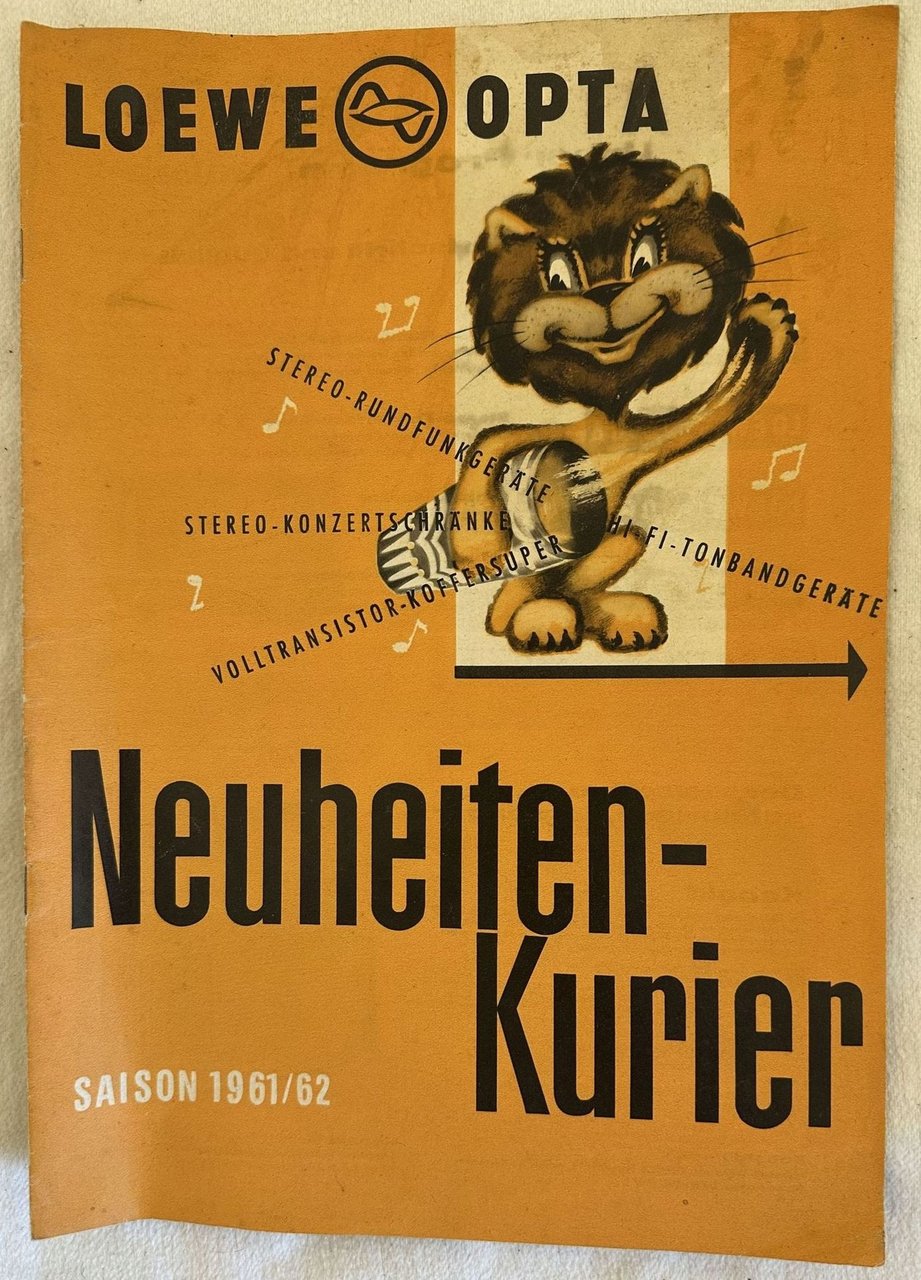 LOEWE OPTA
STEREO-RUNDFUNKGERÄTE
STEREO-KONZERTSCHRÄNKE
VOLLTRANSISTOR-KOFFERSUPER
HI-FI-TONBANDGERÄTE
Neuheiten-
Kurier
SAISON 1961/62